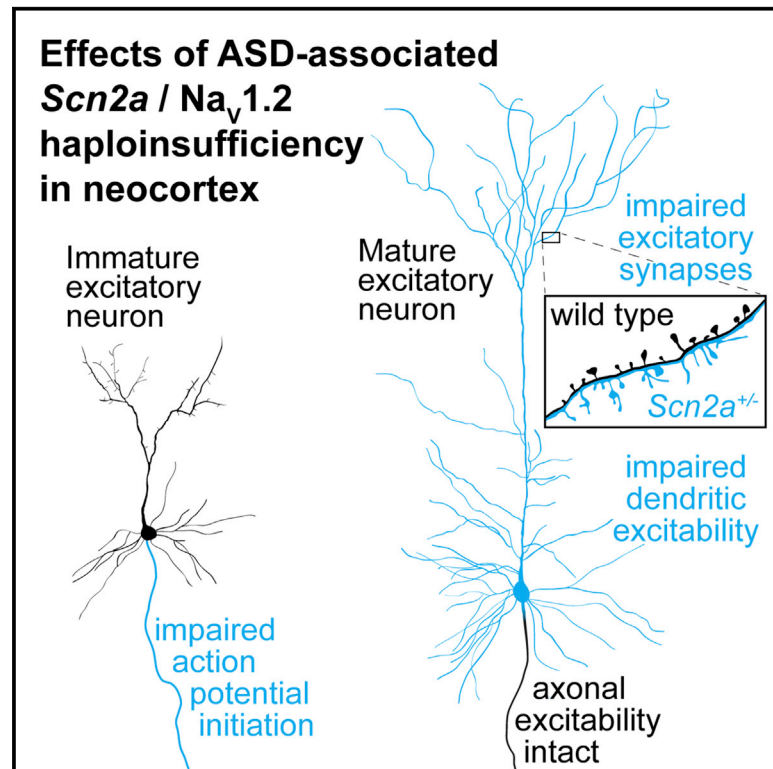 Effects of ASD-associated
Scn2a / NaV1.2
haploinsufficiency
in neocortex
Immature
excitatory
neuron
impaired
action
potential
initiation
Mature
excitatory
neuron
impaired
excitatory
synapses
wild type
Scn2a+/-
impaired
dendritic
excitability
axonal
excitability
intact